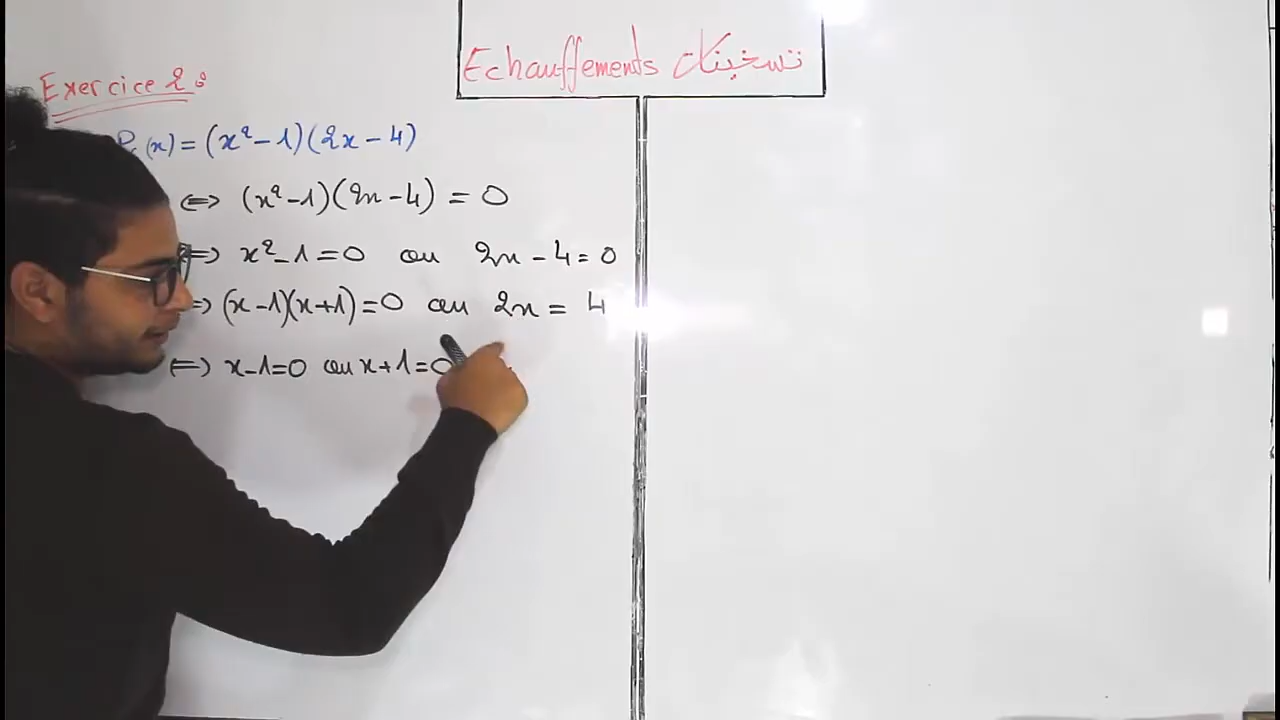 Echauffements تسخينات
Exercice 2 :
(x) = (x² - 1)(2x - 4)
⟺ (x² - 1)(2x - 4) = 0
⟹ x² - 1 = 0 ou 2x - 4 = 0
⟹ (x - 1)(x + 1) = 0 ou 2x = 4
⟺ x - 1 = 0 ou x + 1 = 0